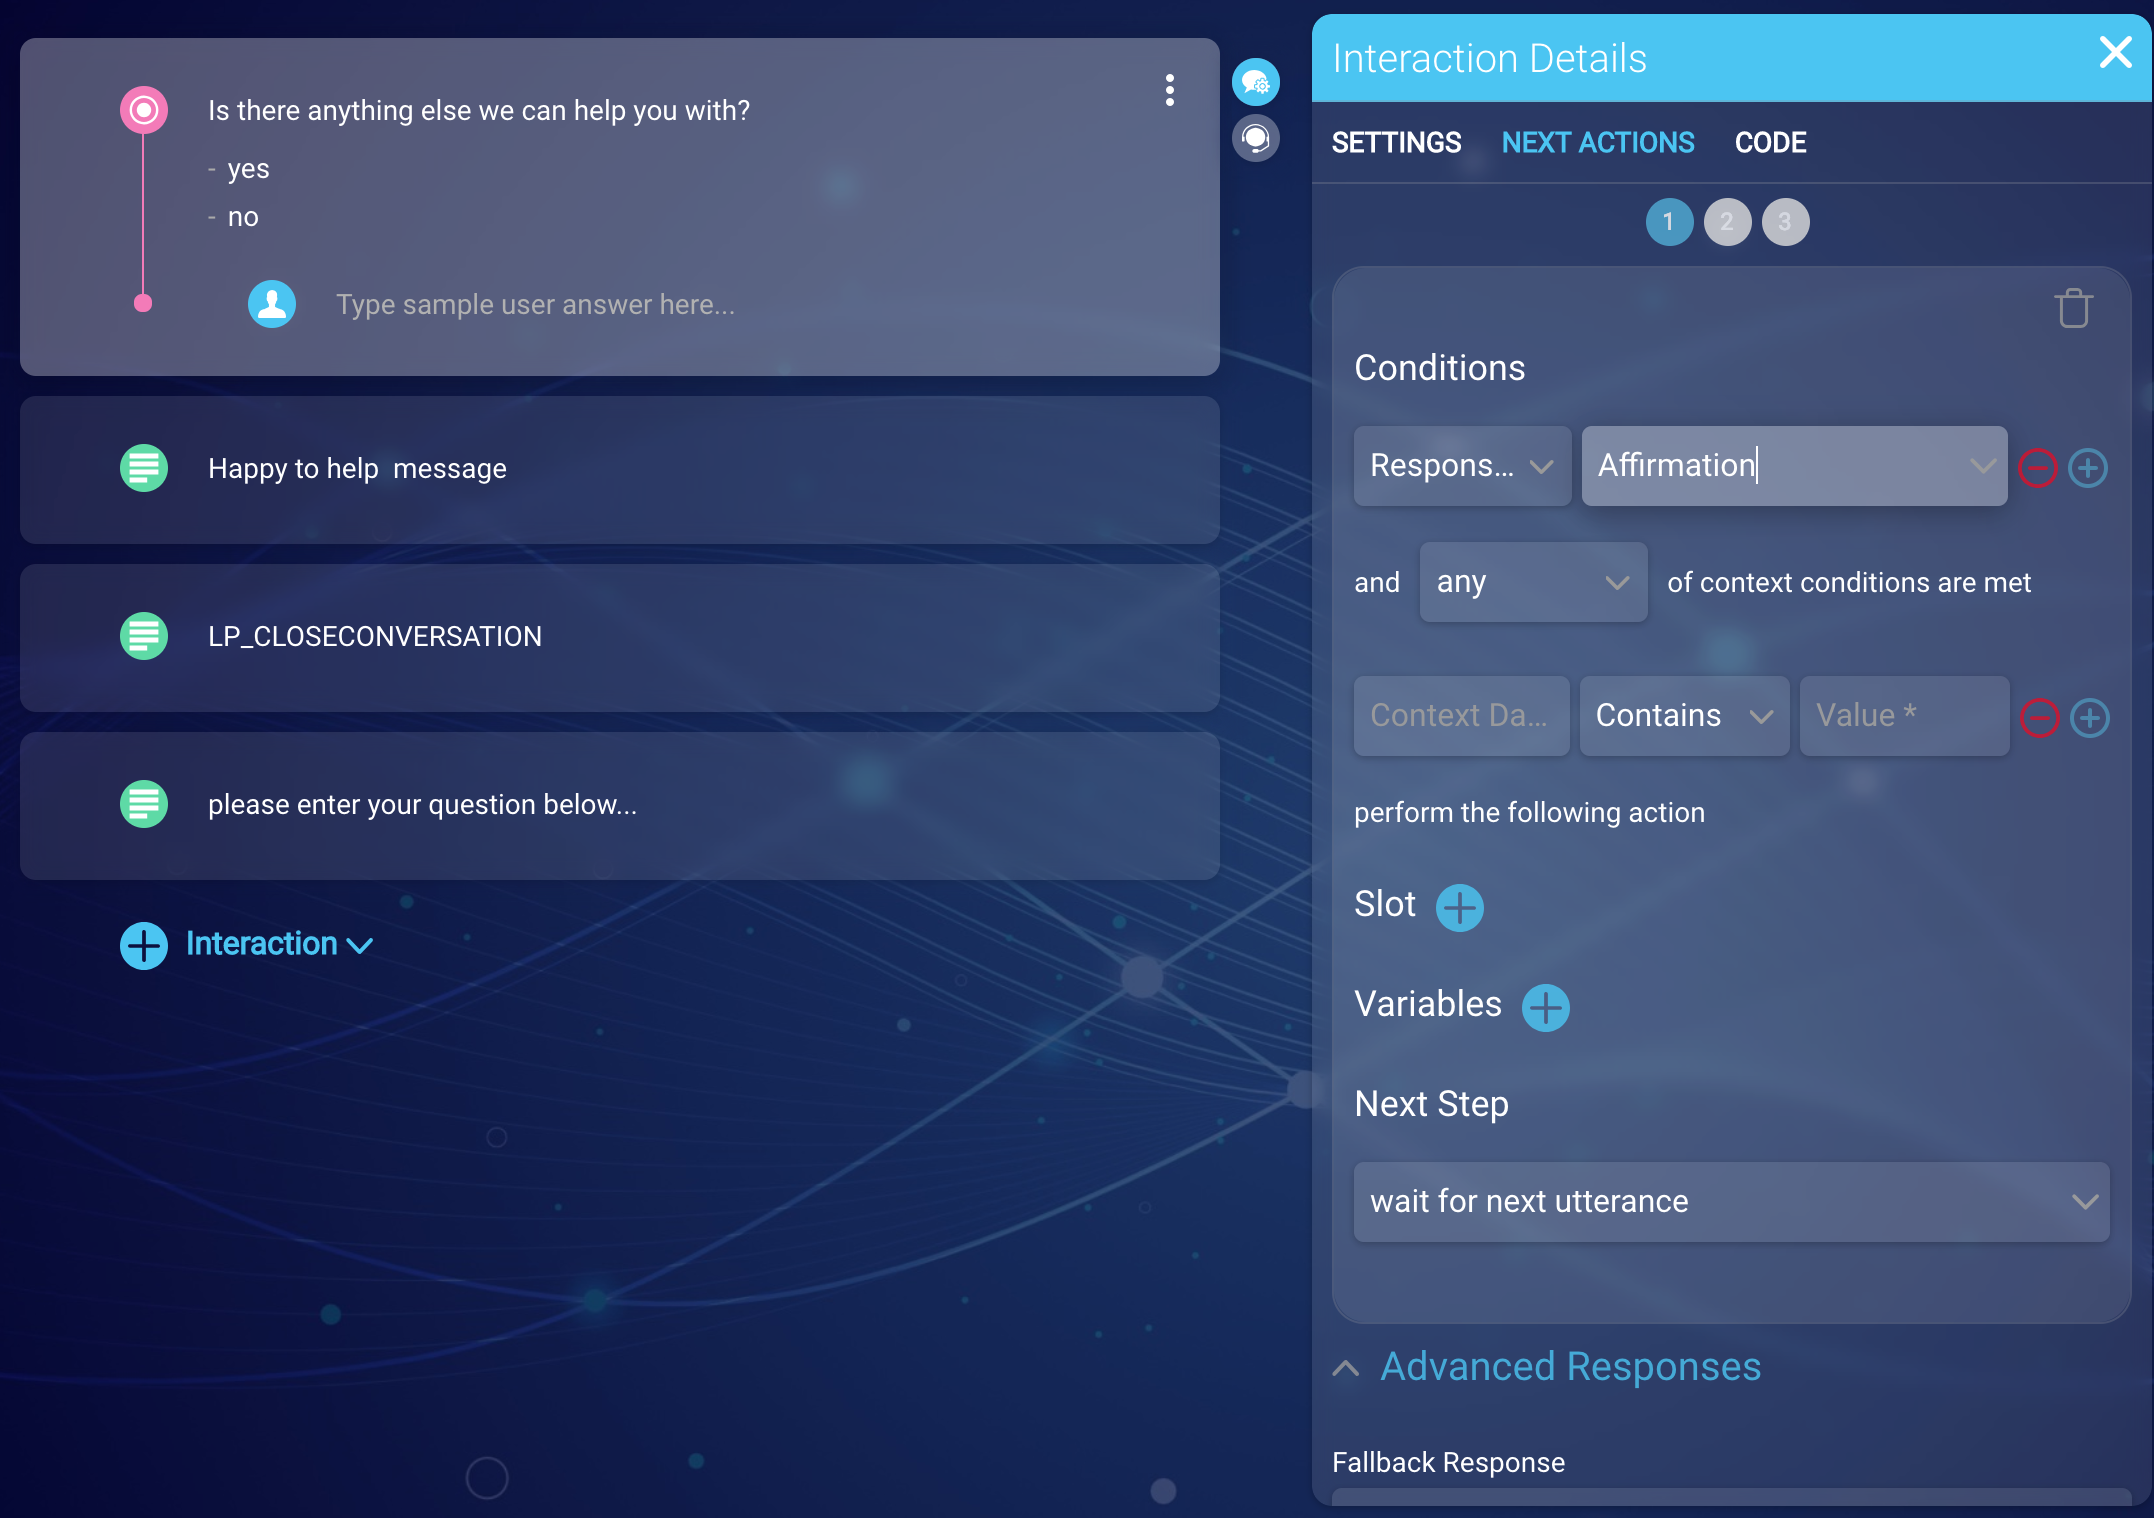 Is there anything else we can help you with?
- yes
- no
Type sample user answer here...
Happy to help  message
LP_CLOSECONVERSATION
please enter your question below...
Interaction
Interaction Details
SETTINGS NEXT ACTIONS CODE
1 2 3
Conditions
Respons... Affirmation
and any of context conditions are met
Context Da... Contains Value *
perform the following action
Slot
Variables
Next Step
wait for next utterance
Advanced Responses
Fallback Response